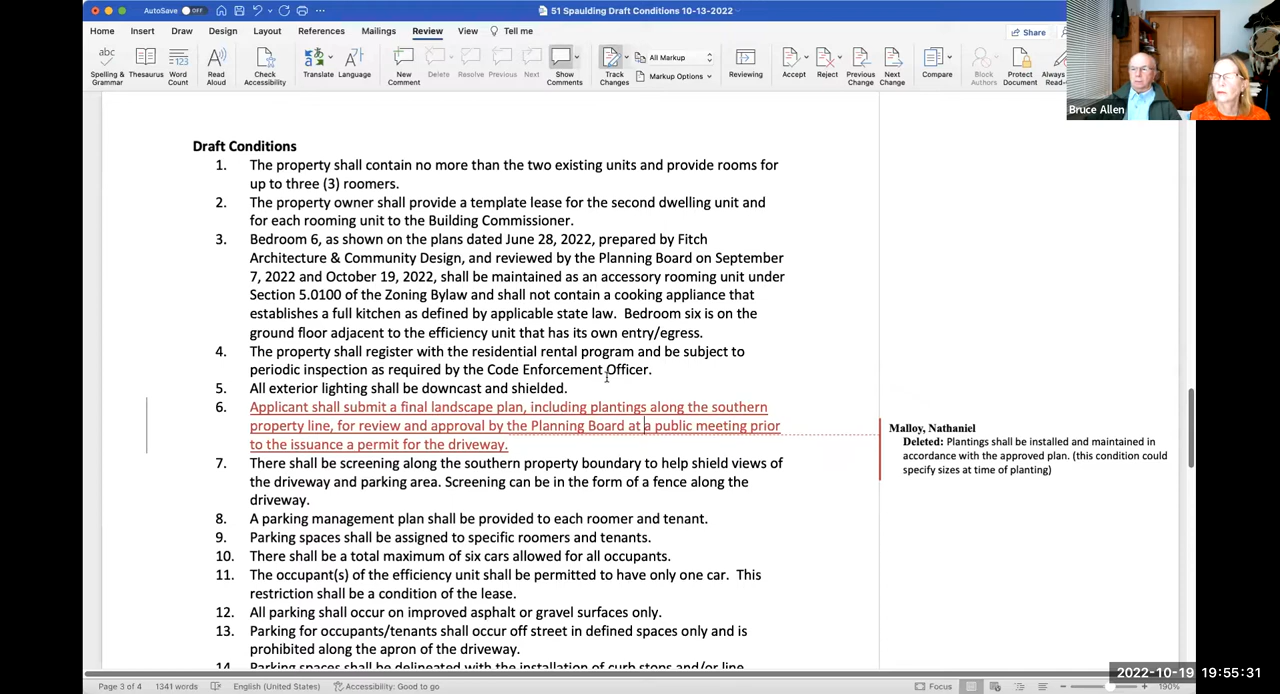 AutoSave OFF
51 Spaulding Draft Conditions 10-13-2022
Home Insert Draw Design Layout References Mailings Review View Tell me
Share
Spelling & Grammar
Thesaurus
Word Count
Read Aloud
Check Accessibility
Translate
Language
New Comment
Delete
Resolve
Previous
Next
Show Comments
Track Changes
All Markup
Markup Options
Reviewing
Accept
Reject
Previous Change
Next Change
Compare
Block Authors
Protect Document
Always
Read-
Bruce Allen
Draft Conditions
1. The property shall contain no more than the two existing units and provide rooms for
up to three (3) roomers.
2. The property owner shall provide a template lease for the second dwelling unit and
for each rooming unit to the Building Commissioner.
3. Bedroom 6, as shown on the plans dated June 28, 2022, prepared by Fitch
Architecture & Community Design, and reviewed by the Planning Board on September
7, 2022 and October 19, 2022, shall be maintained as an accessory rooming unit under
Section 5.0100 of the Zoning Bylaw and shall not contain a cooking appliance that
establishes a full kitchen as defined by applicable state law.  Bedroom six is on the
ground floor adjacent to the efficiency unit that has its own entry/egress.
4. The property shall register with the residential rental program and be subject to
periodic inspection as required by the Code Enforcement Officer.
5. All exterior lighting shall be downcast and shielded.
6. Applicant shall submit a final landscape plan, including plantings along the southern
property line, for review and approval by the Planning Board at a public meeting prior
to the issuance a permit for the driveway.
Malloy, Nathaniel
Deleted: Plantings shall be installed and maintained in
accordance with the approved plan. (this condition could
specify sizes at time of planting)
7. There shall be screening along the southern property boundary to help shield views of
the driveway and parking area. Screening can be in the form of a fence along the
driveway.
8. A parking management plan shall be provided to each roomer and tenant.
9. Parking spaces shall be assigned to specific roomers and tenants.
10. There shall be a total maximum of six cars allowed for all occupants.
11. The occupant(s) of the efficiency unit shall be permitted to have only one car.  This
restriction shall be a condition of the lease.
12. All parking shall occur on improved asphalt or gravel surfaces only.
13. Parking for occupants/tenants shall occur off street in defined spaces only and is
prohibited along the apron of the driveway.
14. Parking spaces shall be delineated with the installation of curb stops and/or line
Page 3 of 4 1341 words English (United States) Accessibility: Good to go
Focus 190%
2022-10-19 19:55:31